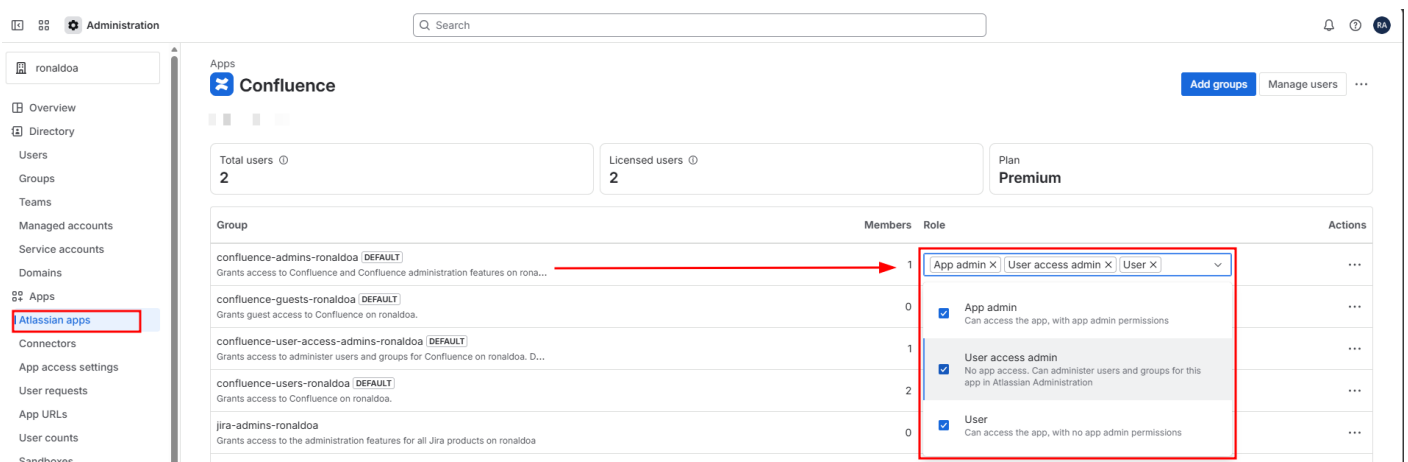 Administration
Search
RA
ronaldoa
Overview
Directory
Users
Groups
Teams
Managed accounts
Service accounts
Domains
Apps
Atlassian apps
Connectors
App access settings
User requests
App URLs
User counts
Sandboxes
Apps
Confluence
Add groups
Manage users
Total users
2
Licensed users
2
Plan
Premium
Group Members Role Actions
confluence-admins-ronaldoa DEFAULT
Grants access to Confluence and Confluence administration features on rona...
1
App admin × User access admin × User ×
confluence-guests-ronaldoa DEFAULT
Grants guest access to Confluence on ronaldoa.
0
confluence-user-access-admins-ronaldoa DEFAULT
Grants access to administer users and groups for Confluence on ronaldoa. D...
1
confluence-users-ronaldoa DEFAULT
Grants access to Confluence on ronaldoa.
2
jira-admins-ronaldoa
Grants access to the administration features for all Jira products on ronaldoa
0
App admin
Can access the app, with app admin permissions
User access admin
No app access. Can administer users and groups for this
app in Atlassian Administration
User
Can access the app, with no app admin permissions